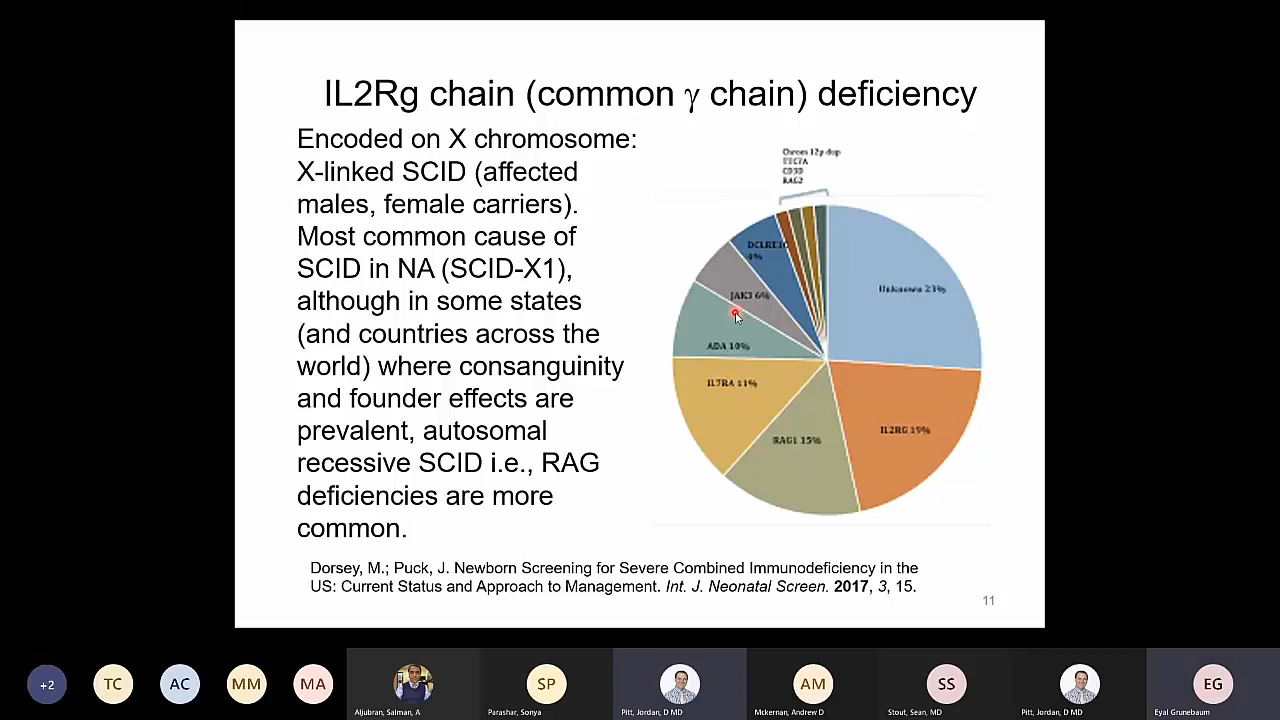 IL2Rg chain (common γ chain) deficiency
Encoded on X chromosome:
X-linked SCID (affected
males, female carriers).
Most common cause of
SCID in NA (SCID-X1),
although in some states
(and countries across the
world) where consanguinity
and founder effects are
prevalent, autosomal
recessive SCID i.e., RAG
deficiencies are more
common.
Chrom 12p dup
TTC7A
CD3D
RAG2
DCLRE1C
4%
JAK3 6%
ADA 10%
IL7RA 11%
RAG1 15%
IL2RG 19%
Unknown 23%
Dorsey, M.; Puck, J. Newborn Screening for Severe Combined Immunodeficiency in the
US: Current Status and Approach to Management. Int. J. Neonatal Screen. 2017, 3, 15.
11
+2
TC
AC
MM
MA
SP
AM
SS
EG
Aljubran, Salman, A
Parashar, Sonya
Pitt, Jordan, D MD
Mckernan, Andrew D
Stout, Sean, MD
Pitt, Jordan, D MD
Eyal Grunebaum